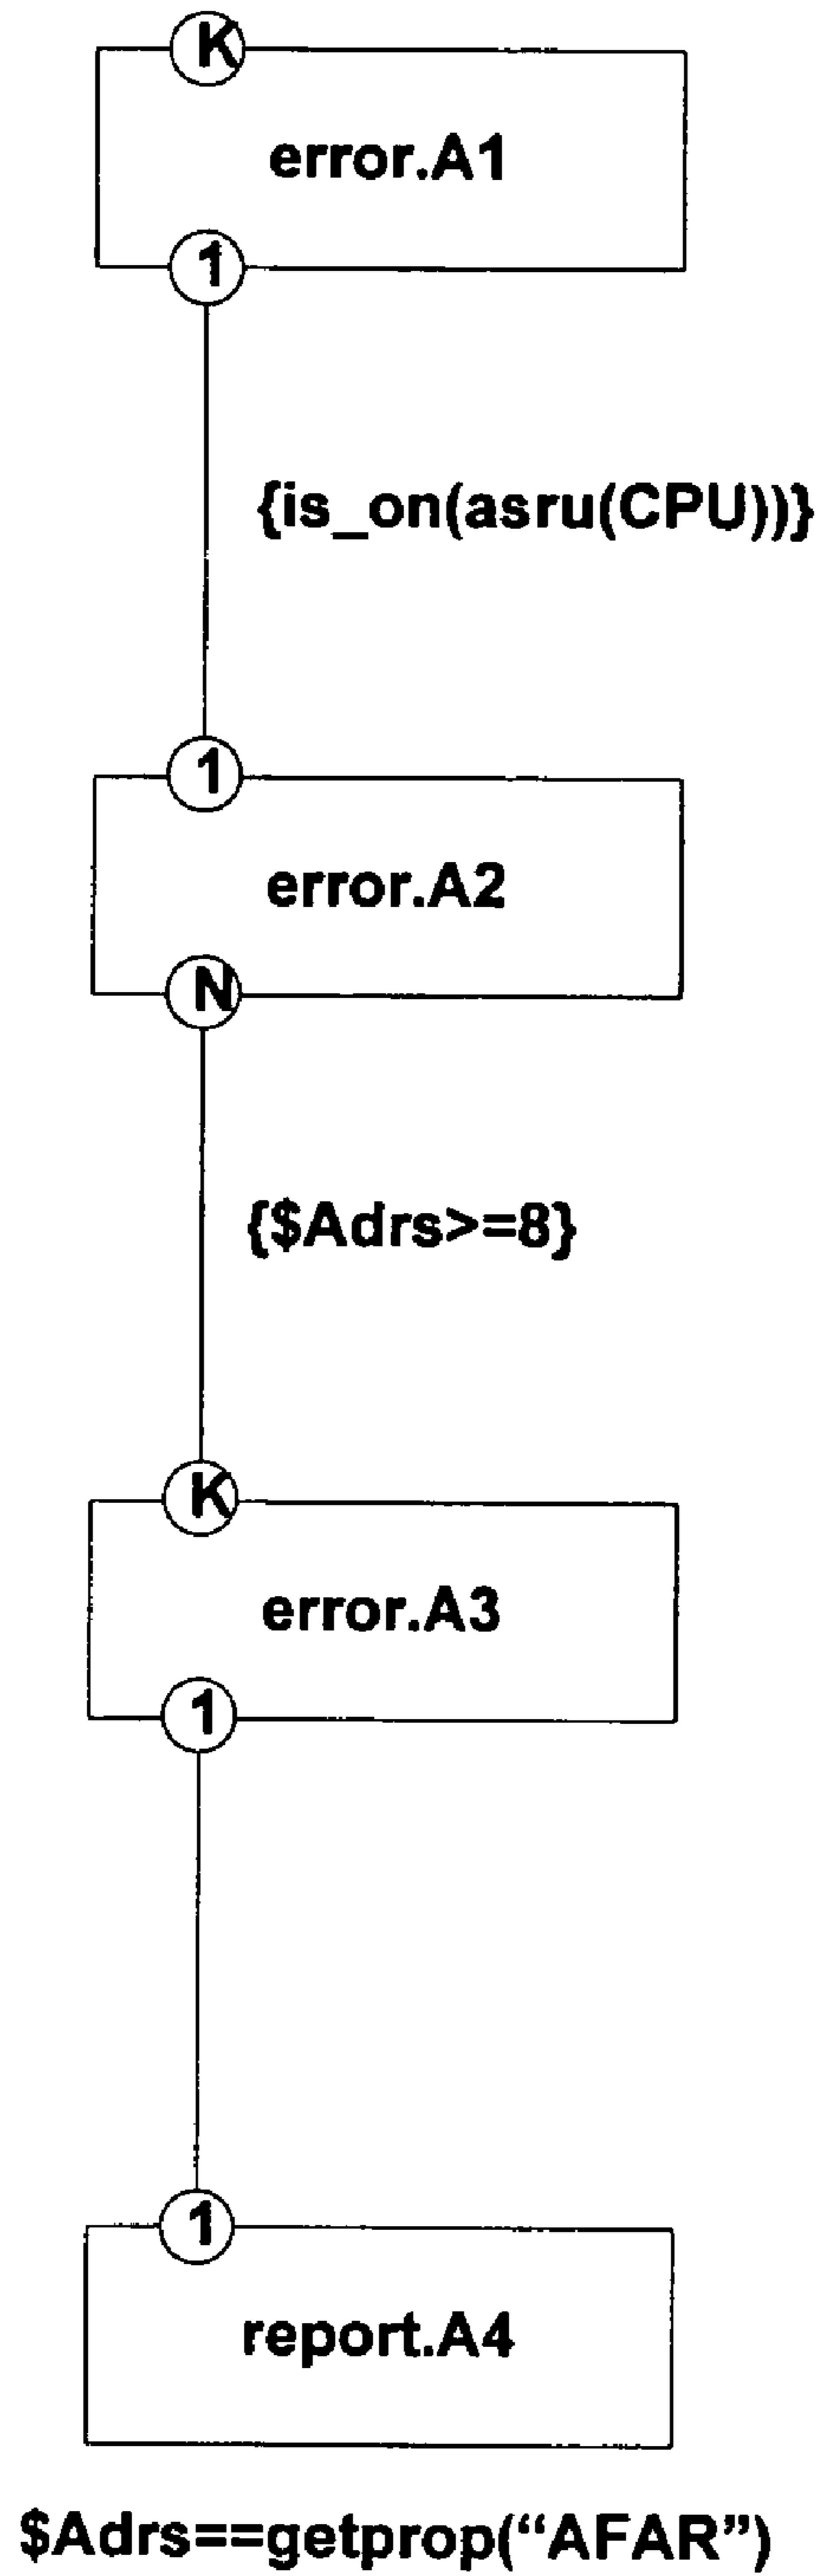 K
error.A1
1
{is_on(asru(CPU))}
1
error.A2
N
{$Adrs>=8}
K
error.A3
1
1
report.A4
$Adrs==getprop(“AFAR”)